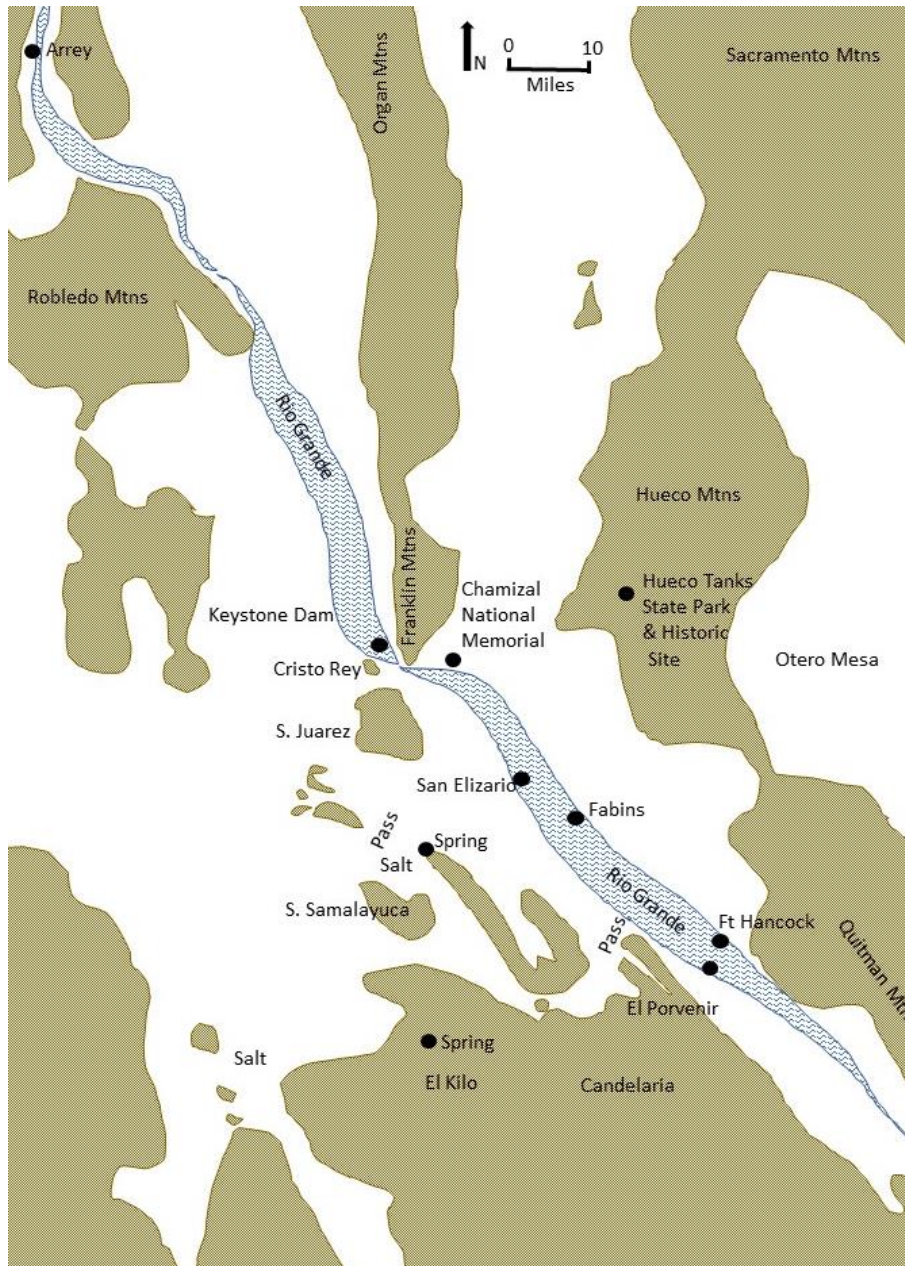 Arrey
Organ Mtns
N
0 10
Miles
Sacramento Mtns
Robledo Mtns
Rio Grande
Hueco Mtns
Franklin Mtns
Hueco Tanks
State Park
& Historic
Site
Chamizal
National
Memorial
Keystone Dam
Cristo Rey
Otero Mesa
S. Juarez
San Elizario
Fabins
Pass
Spring
Salt
Rio Grande
S. Samalayuca
Ft Hancock
Pass
Quitman Mtn
El Porvenir
Spring
Salt
El Kilo
Candelaria